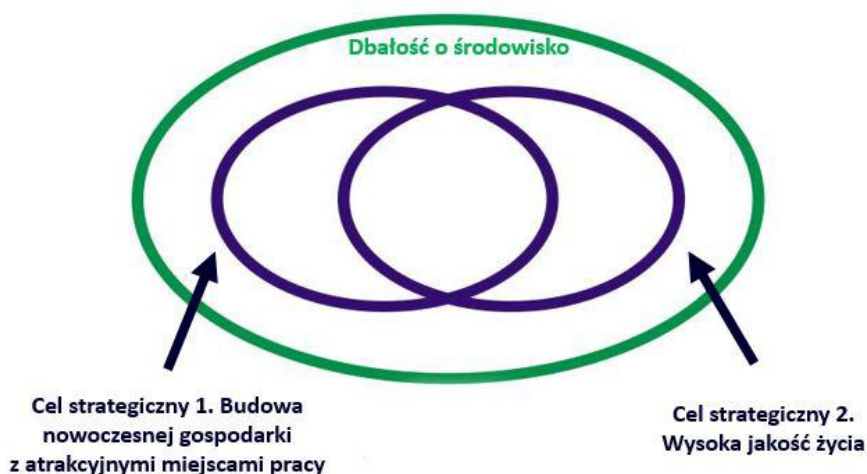 Dbałość o środowisko
Cel strategiczny 1. Budowa
nowoczesnej gospodarki
z atrakcyjnymi miejscami pracy
Cel strategiczny 2.
Wysoka jakość życia